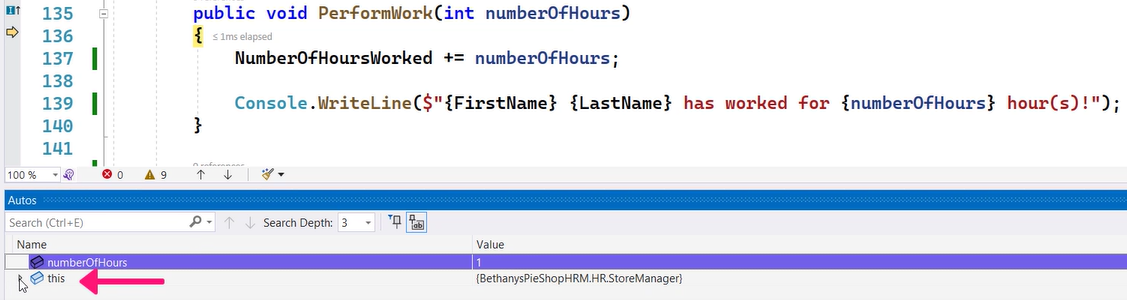 135 public void PerformWork(int numberOfHours)
136 { ≤ 1ms elapsed
137 NumberOfHoursWorked += numberOfHours;
138
139 Console.WriteLine($"{FirstName} {LastName} has worked for {numberOfHours} hour(s)!");
140 }
141
100 % 0 9
Autos
Search (Ctrl+E) Search Depth: 3
Name Value
numberOfHours 1
this {BethanysPieShopHRM.HR.StoreManager}